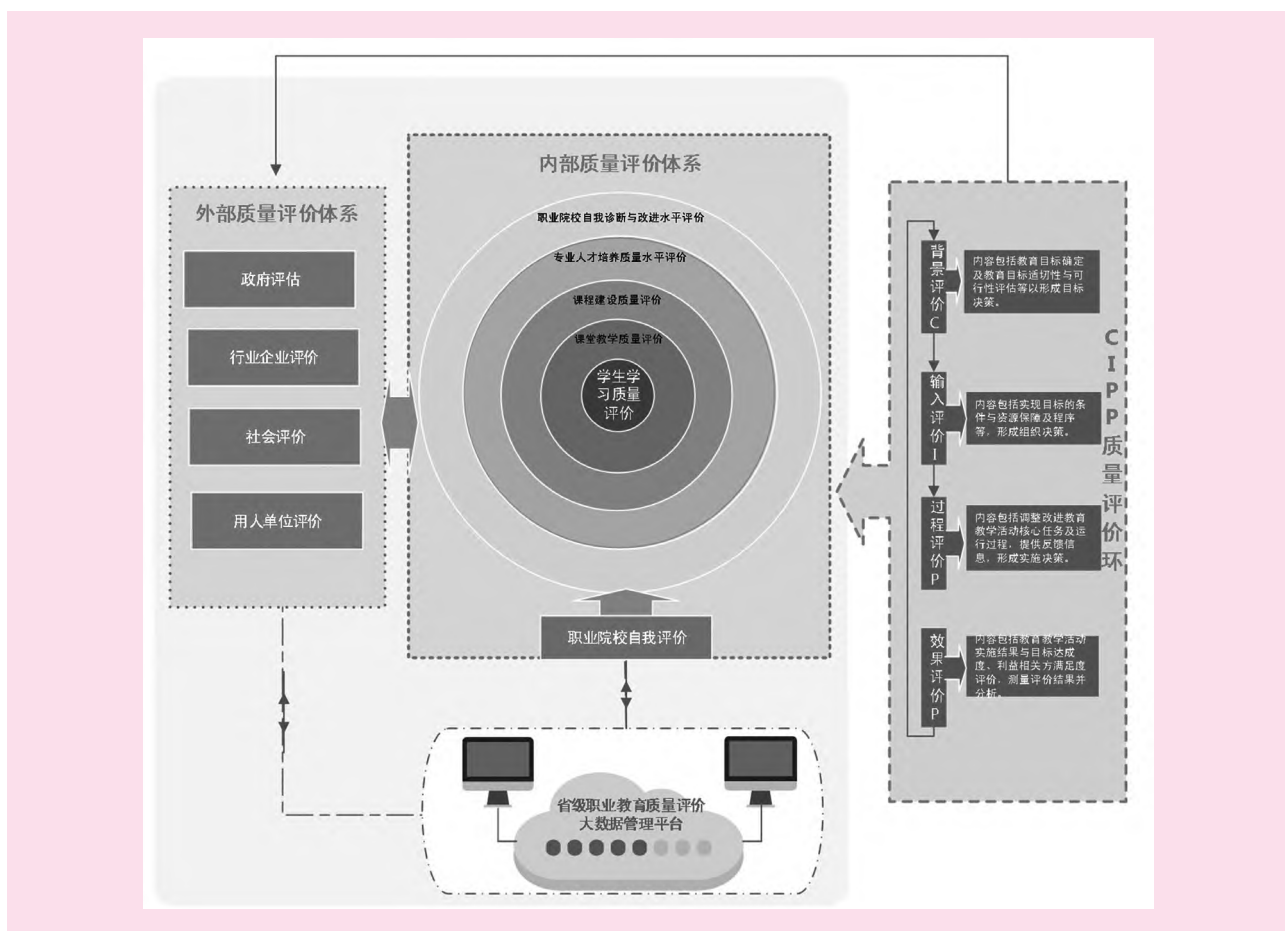 内部质量评价体系
职业院校自我诊断与改进水平评价
专业人才培养质量水平评价
课程建设质量评价
课堂教学质量评价
学生学
习质量
评价
职业院校自我评价
外部质量评价体系
政府评估
行业企业评价
社会评价
用人单位评价
省级职业教育质量评价
大数据管理平台
CIPP质量评价环
背景评价C
内容包括教育目标确定
及教育目标适切性与可
行性评估等以形成目标
决策。
输入评价I
内容包括实现目标的条
件与资源保障及程序
等，形成组织决策。
过程评价P
内容包括调整改进教育
教学活动核心任务及运
行过程，提供反馈信
息，形成实施决策。
效果评价P
内容包括教育教学活动
实施结果与目标达成
度、利益相关方满足度
评价，测量评价结果并
分析。